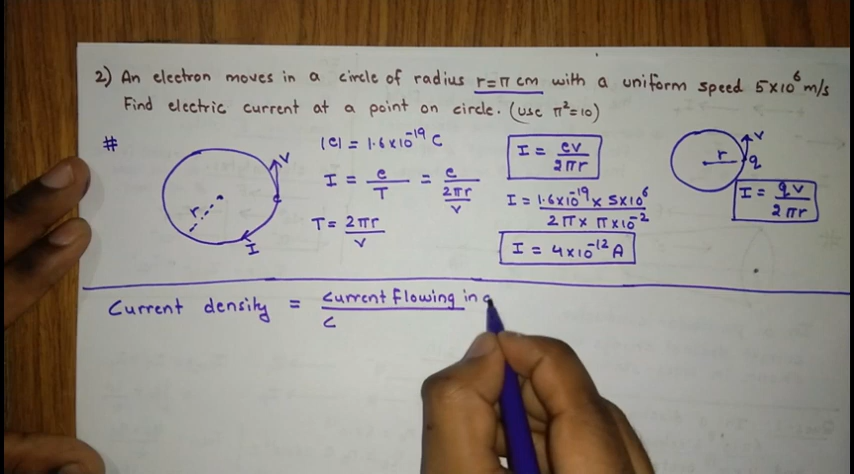 2) An electron moves in a circle of radius r=π cm with a uniform speed 5×10⁶ m/s
Find electric current at a point on circle. (use π²=10)
#
r
v
I
|e| = 1.6×10⁻¹⁹ C
I = e/T = e/(2πr/v)
T = 2πr/v
I = ev/2πr
I = 1.6×10⁻¹⁹ × 5×10⁶ / 2π × π×10⁻²
I = 4×10⁻¹² A
r
v
q
I = qv/2πr
Current density = Current flowing in
C